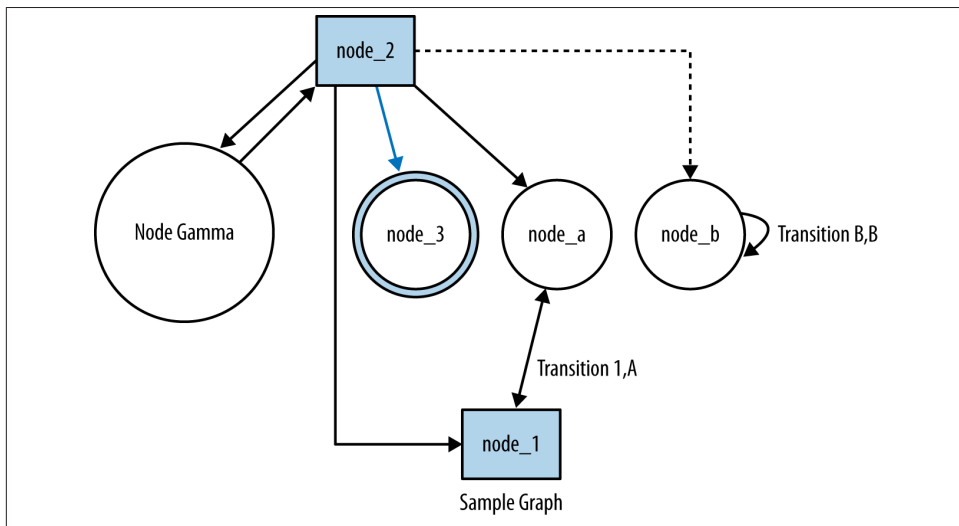 node_2
Node Gamma
node_3
node_a
node_b
Transition B,B
Transition 1,A
node_1
Sample Graph